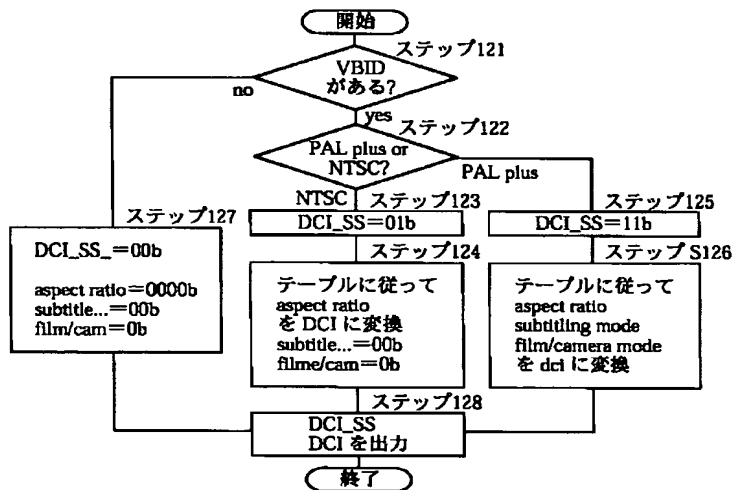 開始
ステップ121
VBID
がある?
no
yes
ステップ122
PAL plus or
NTSC?
PAL plus
NTSC
ステップ123
DCI_SS=01b
ステップ125
DCI_SS=11b
ステップ127
DCI_SS_=00b
aspect ratio=0000b
subtitle...=00b
film/cam=0b
ステップ124
テーブルに従って
aspect ratio
を DCI に変換
subtitle...=00b
filme/cam=0b
ステップ S126
テーブルに従って
aspect ratio
subtitling mode
film/camera mode
を dci に変換
ステップ128
DCI_SS
DCI を出力
終了